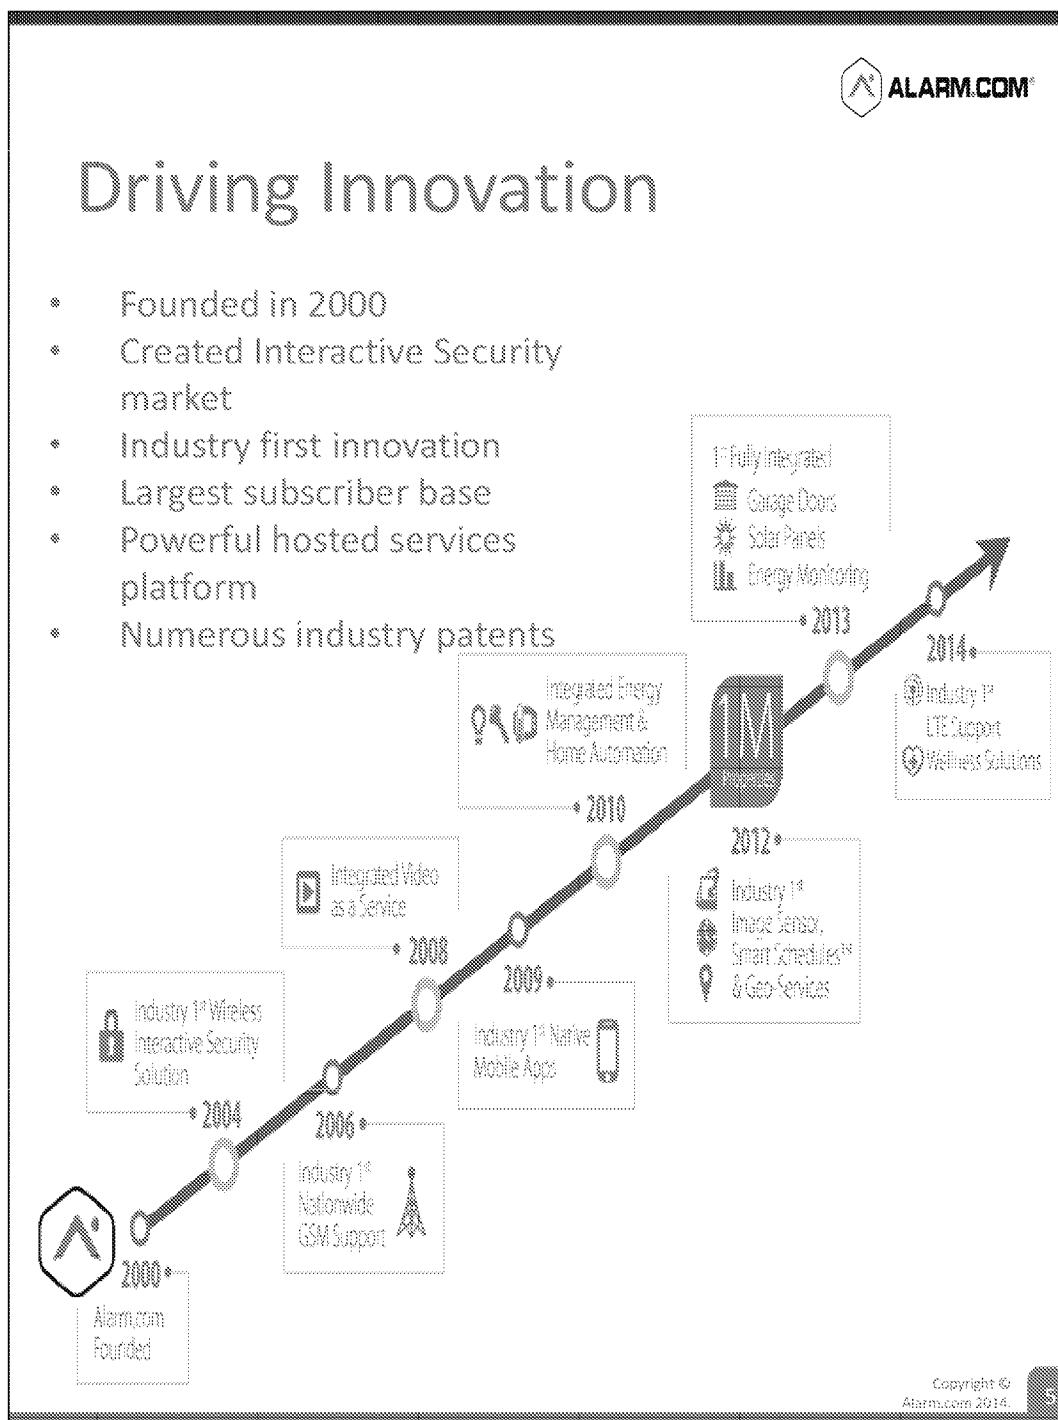 ALARM.COM®
Driving Innovation
• Founded in 2000
• Created Interactive Security
market
• Industry first innovation
• Largest subscriber base
• Powerful hosted services
platform
• Numerous industry patents
1st Fully Integrated
Garage Doors
Solar Panels
Energy Monitoring
2013
2014
Industry 1st
LTE Support
Wellness Solutions
Integrated Energy
Management &
Home Automation
2010
1M
2012
Industry 1st
Image Sensor,
Smart Schedules™
& Geo-Services
Integrated Video
as a Service
2008
2009
Industry 1st Native
Mobile Apps
Industry 1st Wireless
Interactive Security
Solution
2004
2006
Industry 1st
Nationwide
GSM Support
2000
Alarm.com
Founded
Copyright ©
Alarm.com 2014.
5